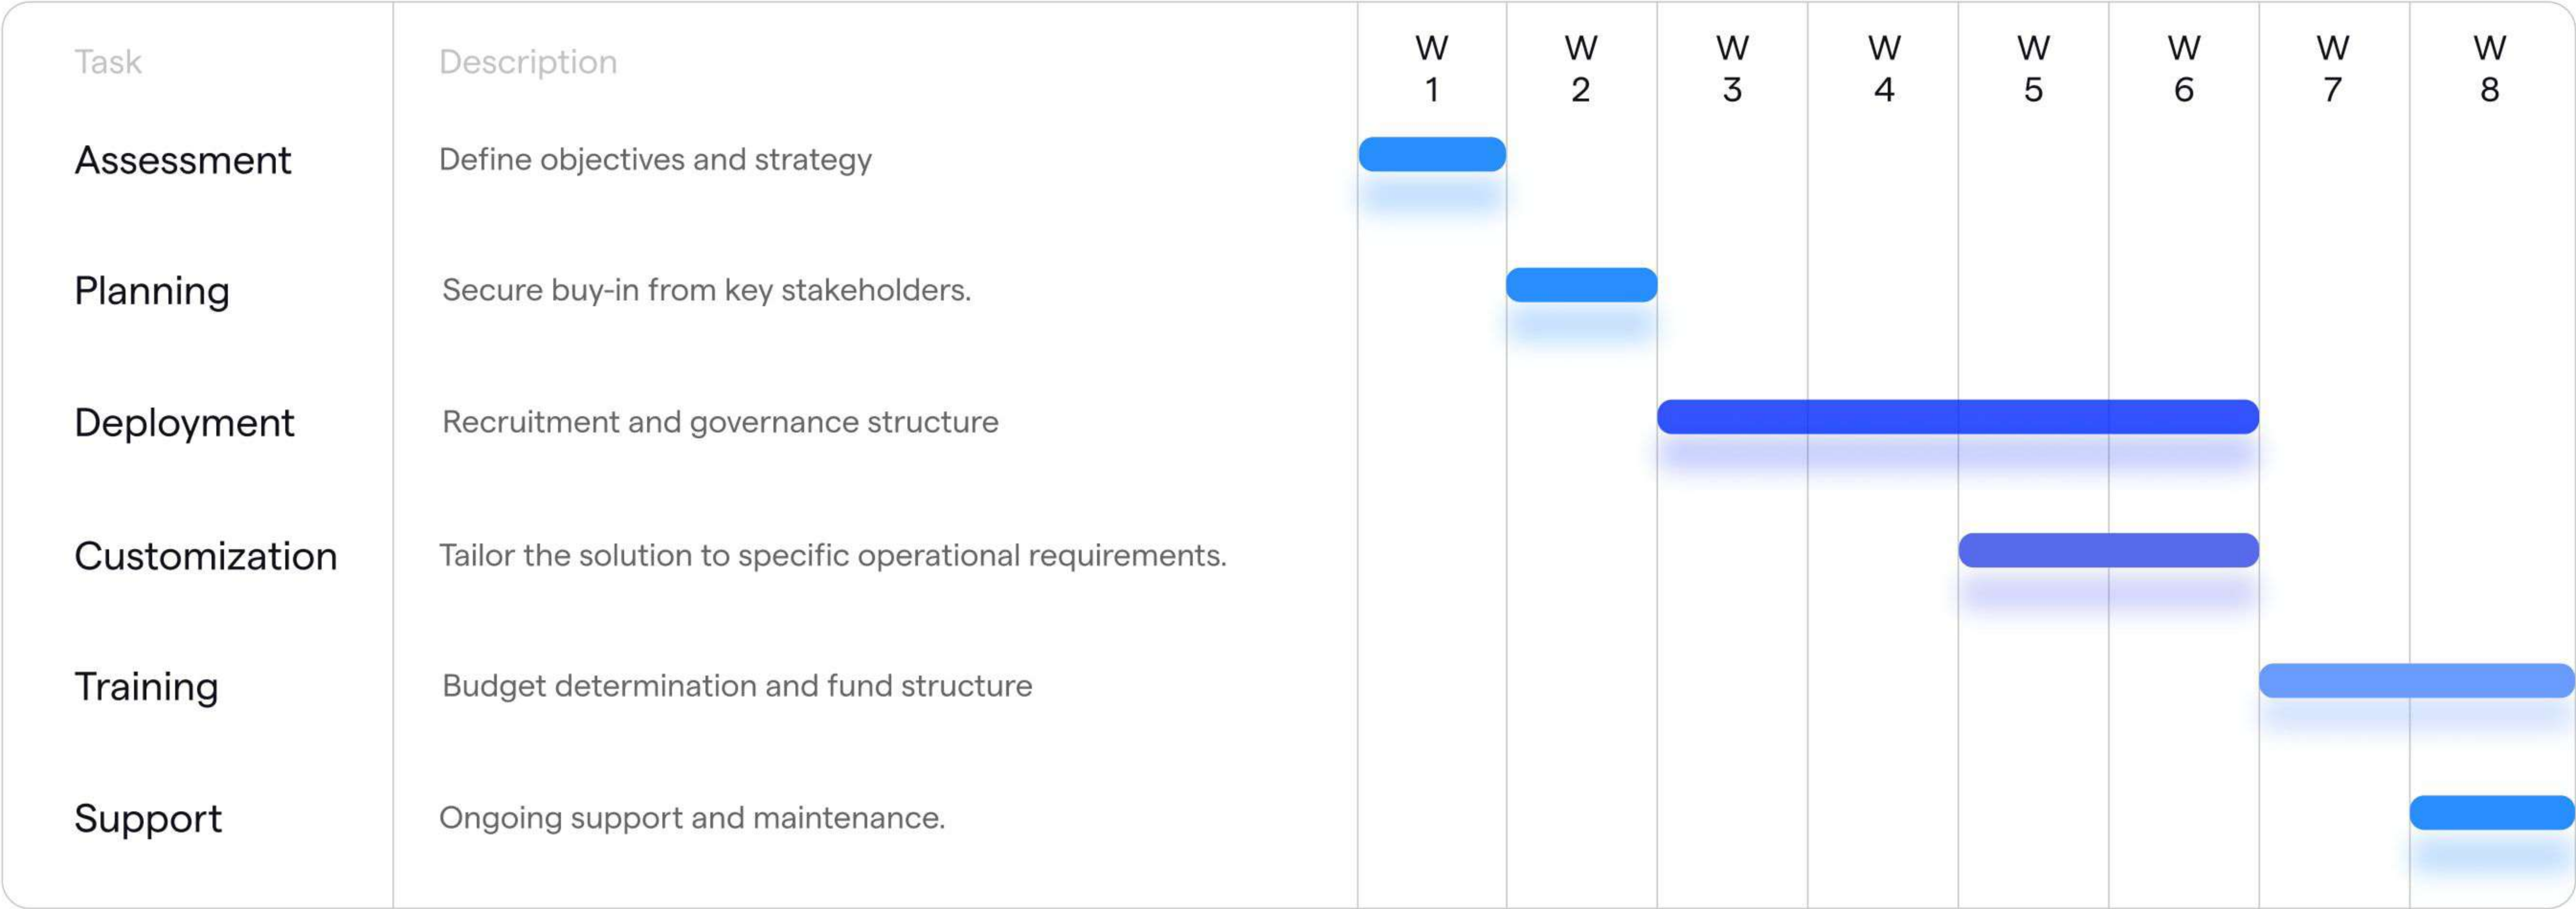 Task Description W 1 W 2 W 3 W 4 W 5 W 6 W 7 W 8
Assessment Define objectives and strategy
Planning Secure buy-in from key stakeholders.
Deployment Recruitment and governance structure
Customization Tailor the solution to specific operational requirements.
Training Budget determination and fund structure
Support Ongoing support and maintenance.